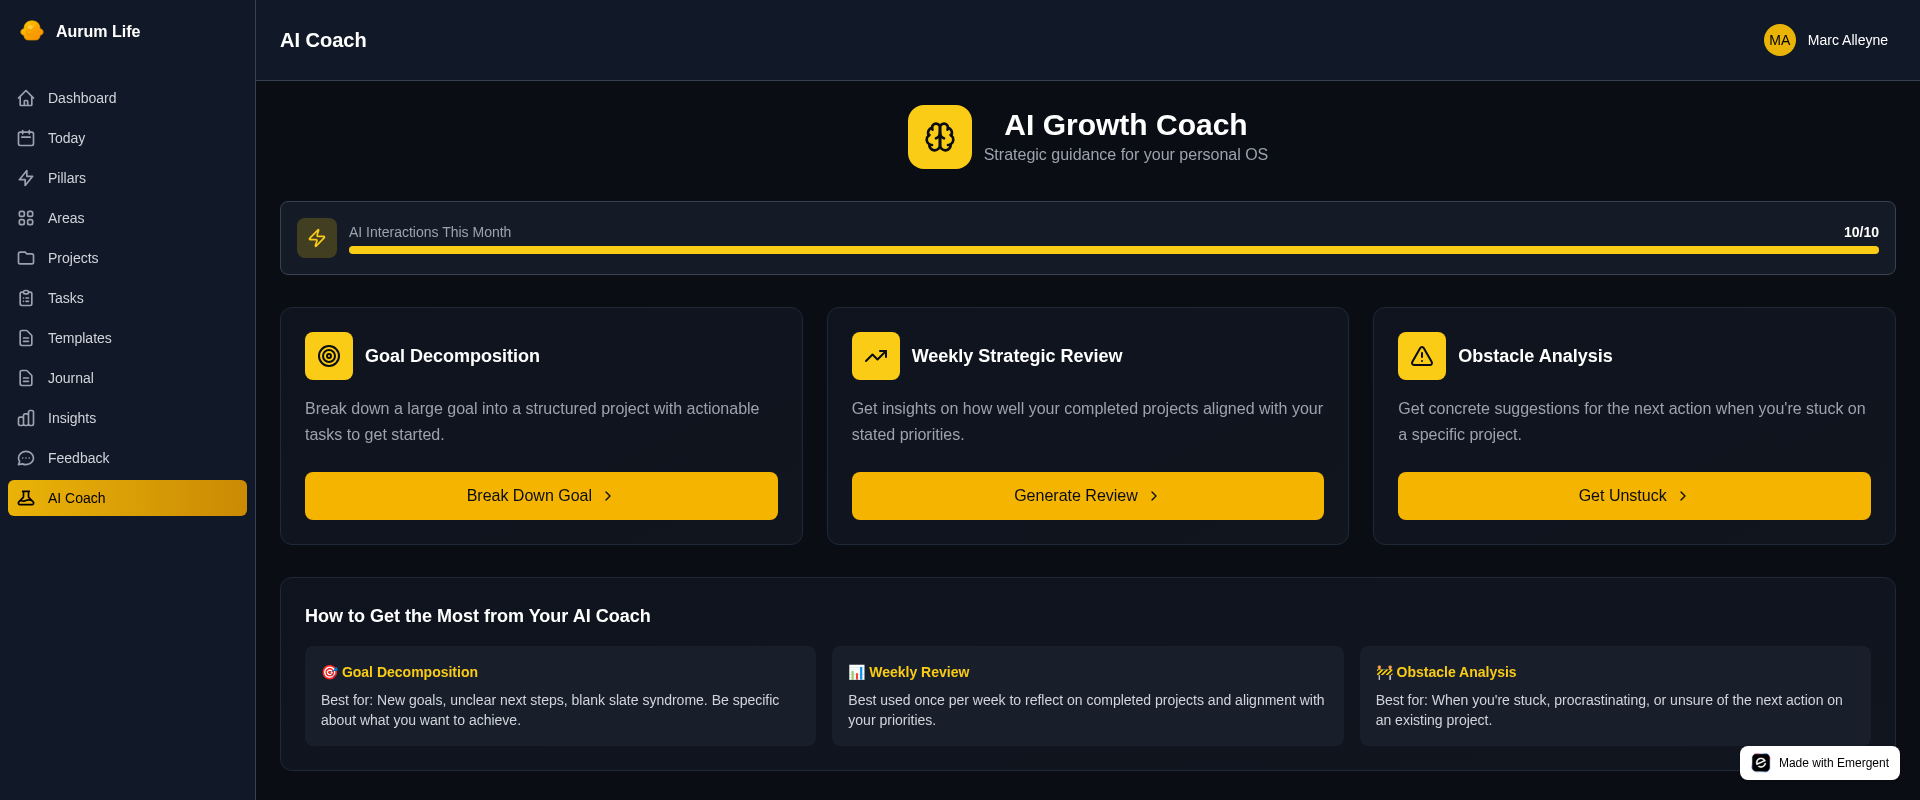 Aurum Life
Dashboard
Today
Pillars
Areas
Projects
Tasks
Templates
Journal
Insights
Feedback
AI Coach
AI Coach
MA
Marc Alleyne
AI Growth Coach
Strategic guidance for your personal OS
AI Interactions This Month
10/10
Goal Decomposition
Break down a large goal into a structured project with actionable
tasks to get started.
Break Down Goal
Weekly Strategic Review
Get insights on how well your completed projects aligned with your
stated priorities.
Generate Review
Obstacle Analysis
Get concrete suggestions for the next action when you're stuck on
a specific project.
Get Unstuck
How to Get the Most from Your AI Coach
🎯 Goal Decomposition
Best for: New goals, unclear next steps, blank slate syndrome. Be specific
about what you want to achieve.
📊 Weekly Review
Best used once per week to reflect on completed projects and alignment with
your priorities.
🚧 Obstacle Analysis
Best for: When you're stuck, procrastinating, or unsure of the next action on
an existing project.
Made with Emergent